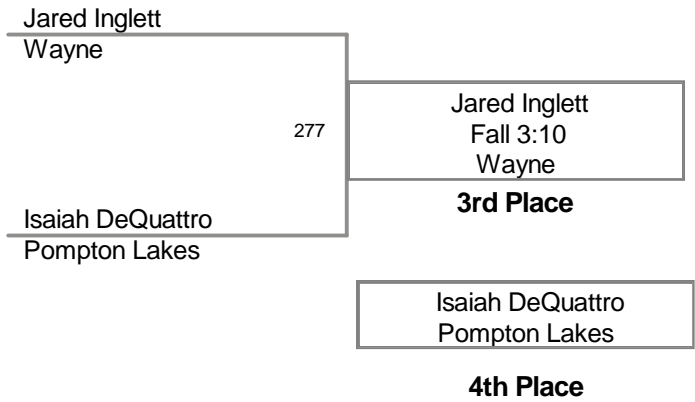 Jared Inglett
Wayne
277
Jared Inglett
Fall 3:10
Wayne
3rd Place
Isaiah DeQuattro
Pompton Lakes
Isaiah DeQuattro
Pompton Lakes
4th Place